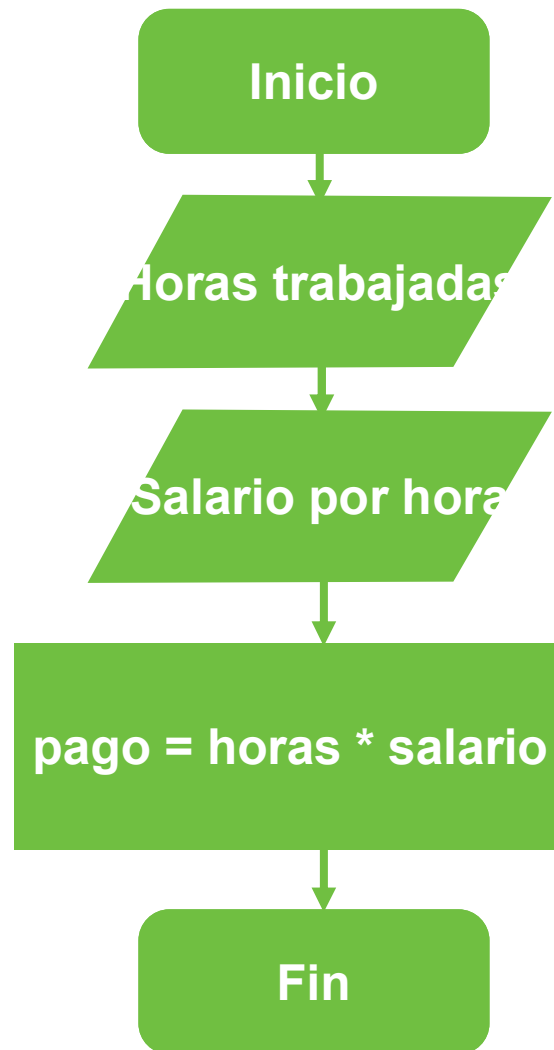 Inicio
Horas trabajadas
Salario por hora
pago = horas * salario
Fin